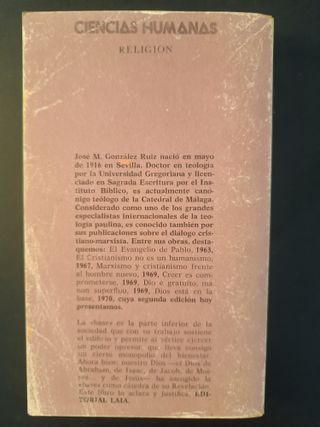 CIENCIAS HUMANAS
RELIGION
José M. González Ruiz nació en mayo
de 1916 en Sevilla. Doctor en teología
por la Universidad Gregoriana y licen-
ciado en Sagrada Escritura por el Ins-
tituto Bíblico, es actualmente canó-
nigo teólogo de la Catedral de Málaga.
Considerado como uno de los grandes
especialistas internacionales de la teo-
logía paulina, es conocido también por
sus publicaciones sobre el diálogo cris-
tiano-marxista. Entre sus obras, desta-
quemos: El Evangelio de Pablo, 1963,
El Cristianismo no es un humanismo,
1967, Marxismo y cristianismo frente
al hombre nuevo, 1969, Creer es com-
prometerse, 1969, Dio è gratuito, ma
non superfluo, 1969, Dios está en la
base, 1970, cuya segunda edición hoy
presentamos.
La «base» es la parte inferior de la
sociedad que con su trabajo sostiene
el edificio y permite al vértice ejercer
un poder opresor, que lleva consigo
un cierto monopolio del bienestar.
Ahora bien: nuestro Dios —el Dios de
Abraham, de Isaac, de Jacob, de Moi-
sés y de Jesús— ha escogido la
«base» como cátedra de su Revelación.
Este libro lo aclara y justifica. EDI-
TORIAL LAIA.